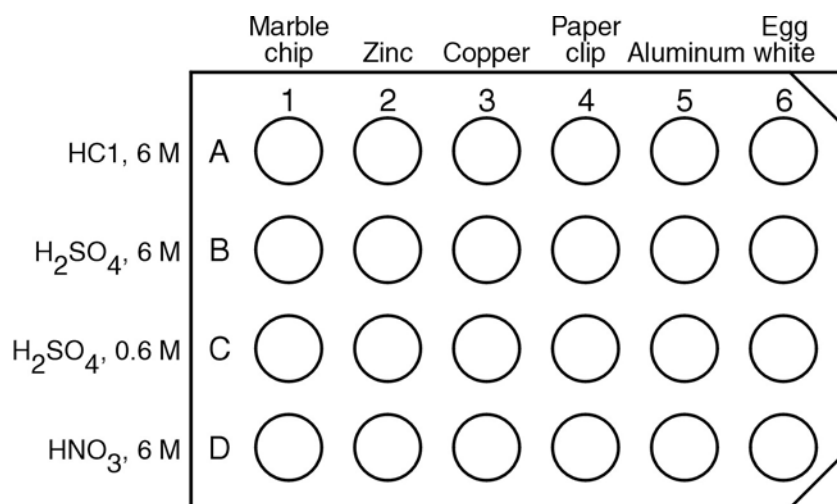 Marble chip Zinc Copper Paper clip Aluminum Egg white
1 2 3 4 5 6
HC1, 6 M A
H₂SO₄, 6 M B
H₂SO₄, 0.6 M C
HNO₃, 6 M D